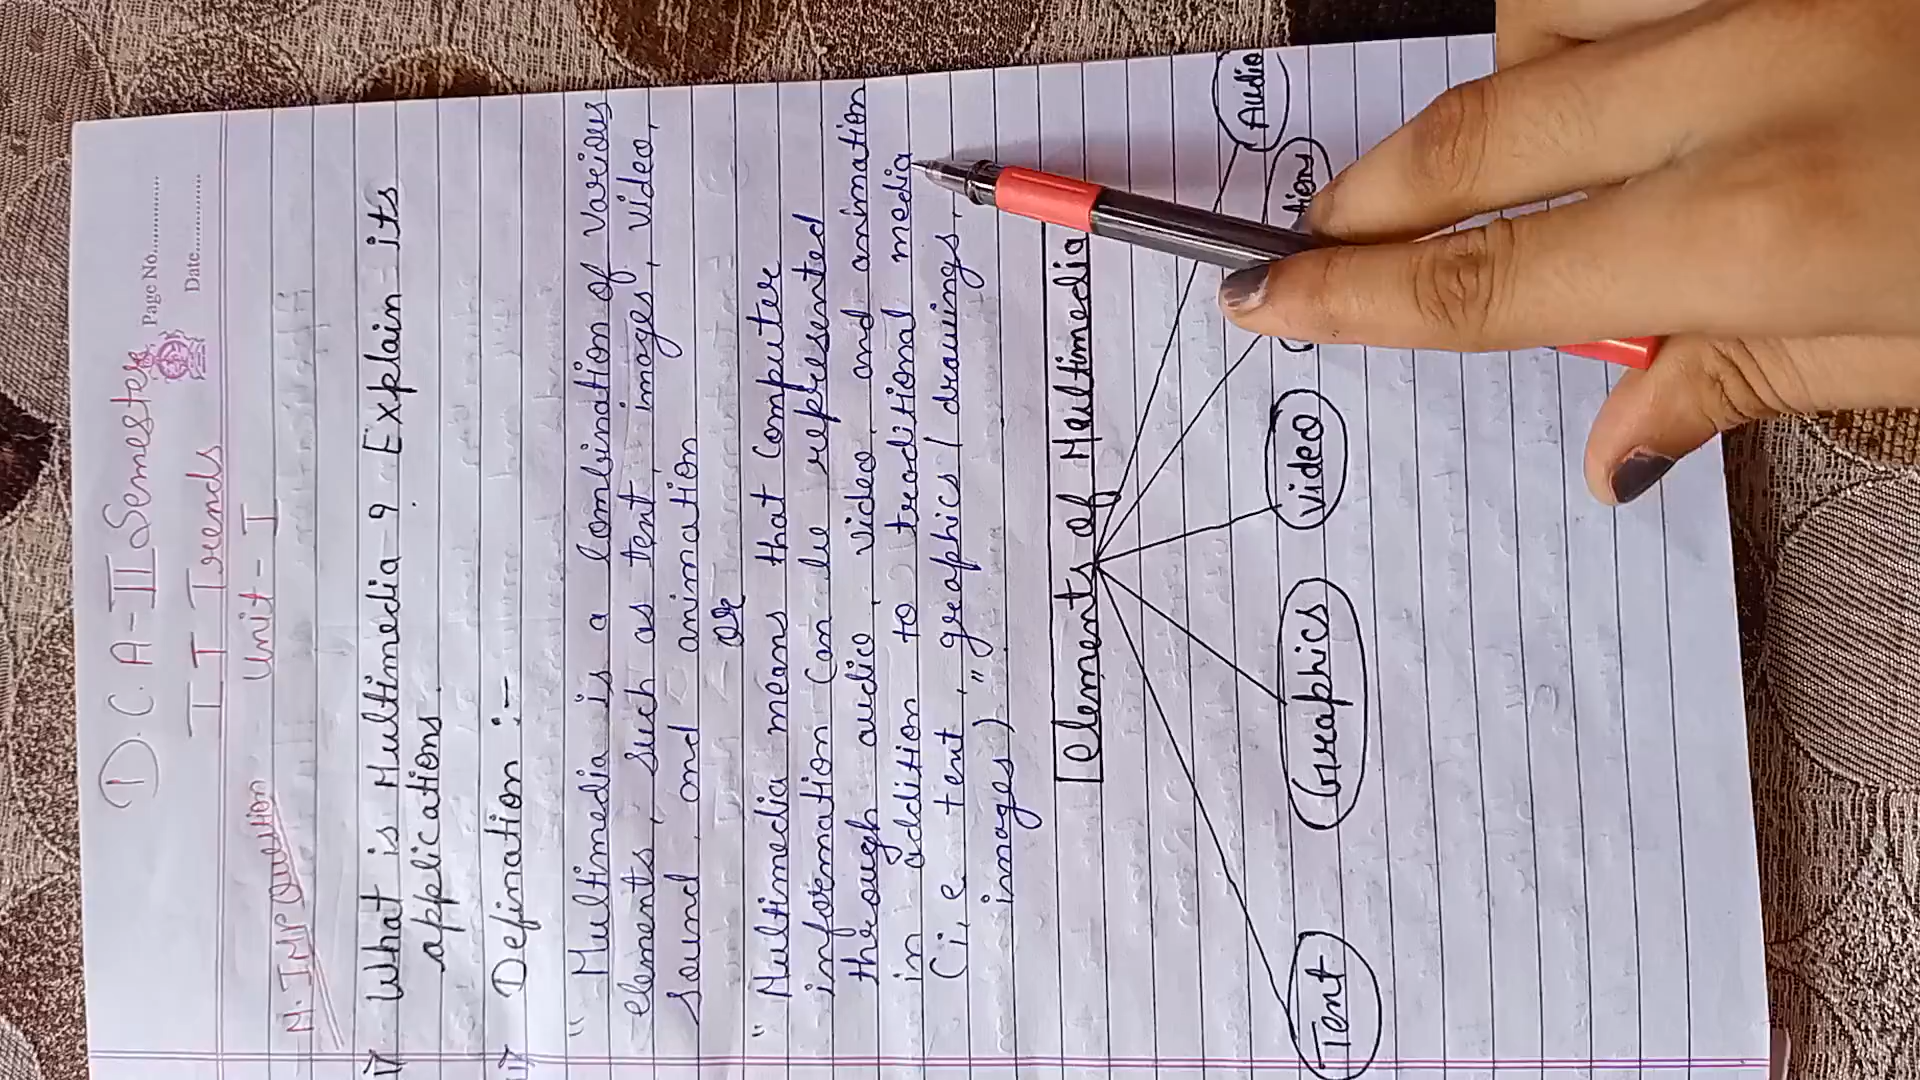 D.C.A-II Semester
Page No.
Date
I T Trends
Unit - I
M. IMP Question
What is Multimedia ? Explain its
applications.
Defination :-
" Multimedia is a Combination of Various
elements, such as text, images, video,
sound and animation
or
" Multimedia means that Computer
information Can be represented
through audio, video, and animation
in addition to traditional media
(i,e text, " graphics / drawings,
images)
Elements of Multimedia
Text
Graphics
Video
Audio